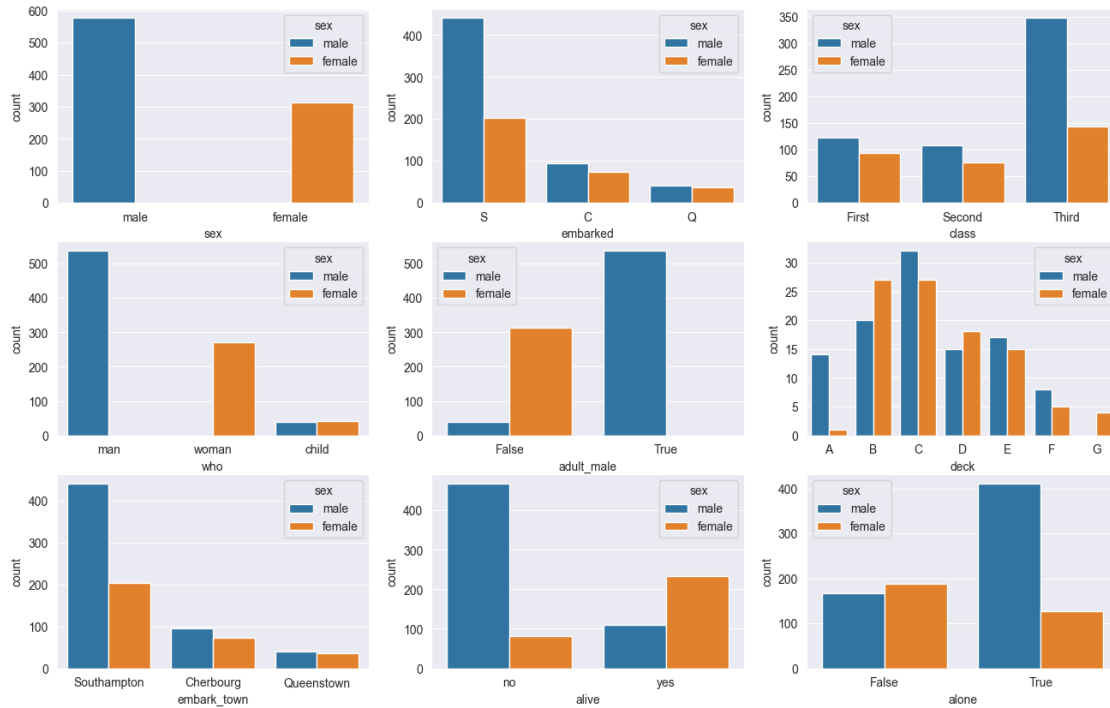 600
500
400
300
200
100
0
count
male female
sex
sex
male
female
400
300
200
100
0
count
S C Q
embarked
sex
male
female
350
300
250
200
150
100
50
0
count
First Second Third
class
sex
male
female
500
400
300
200
100
0
count
man woman child
who
sex
male
female
500
400
300
200
100
0
count
False True
adult_male
sex
male
female
30
25
20
15
10
5
0
count
A B C D E F G
deck
sex
male
female
400
300
200
100
0
count
Southampton Cherbourg Queenstown
embark_town
sex
male
female
400
300
200
100
0
count
no yes
alive
sex
male
female
400
300
200
100
0
count
False True
alone
sex
male
female